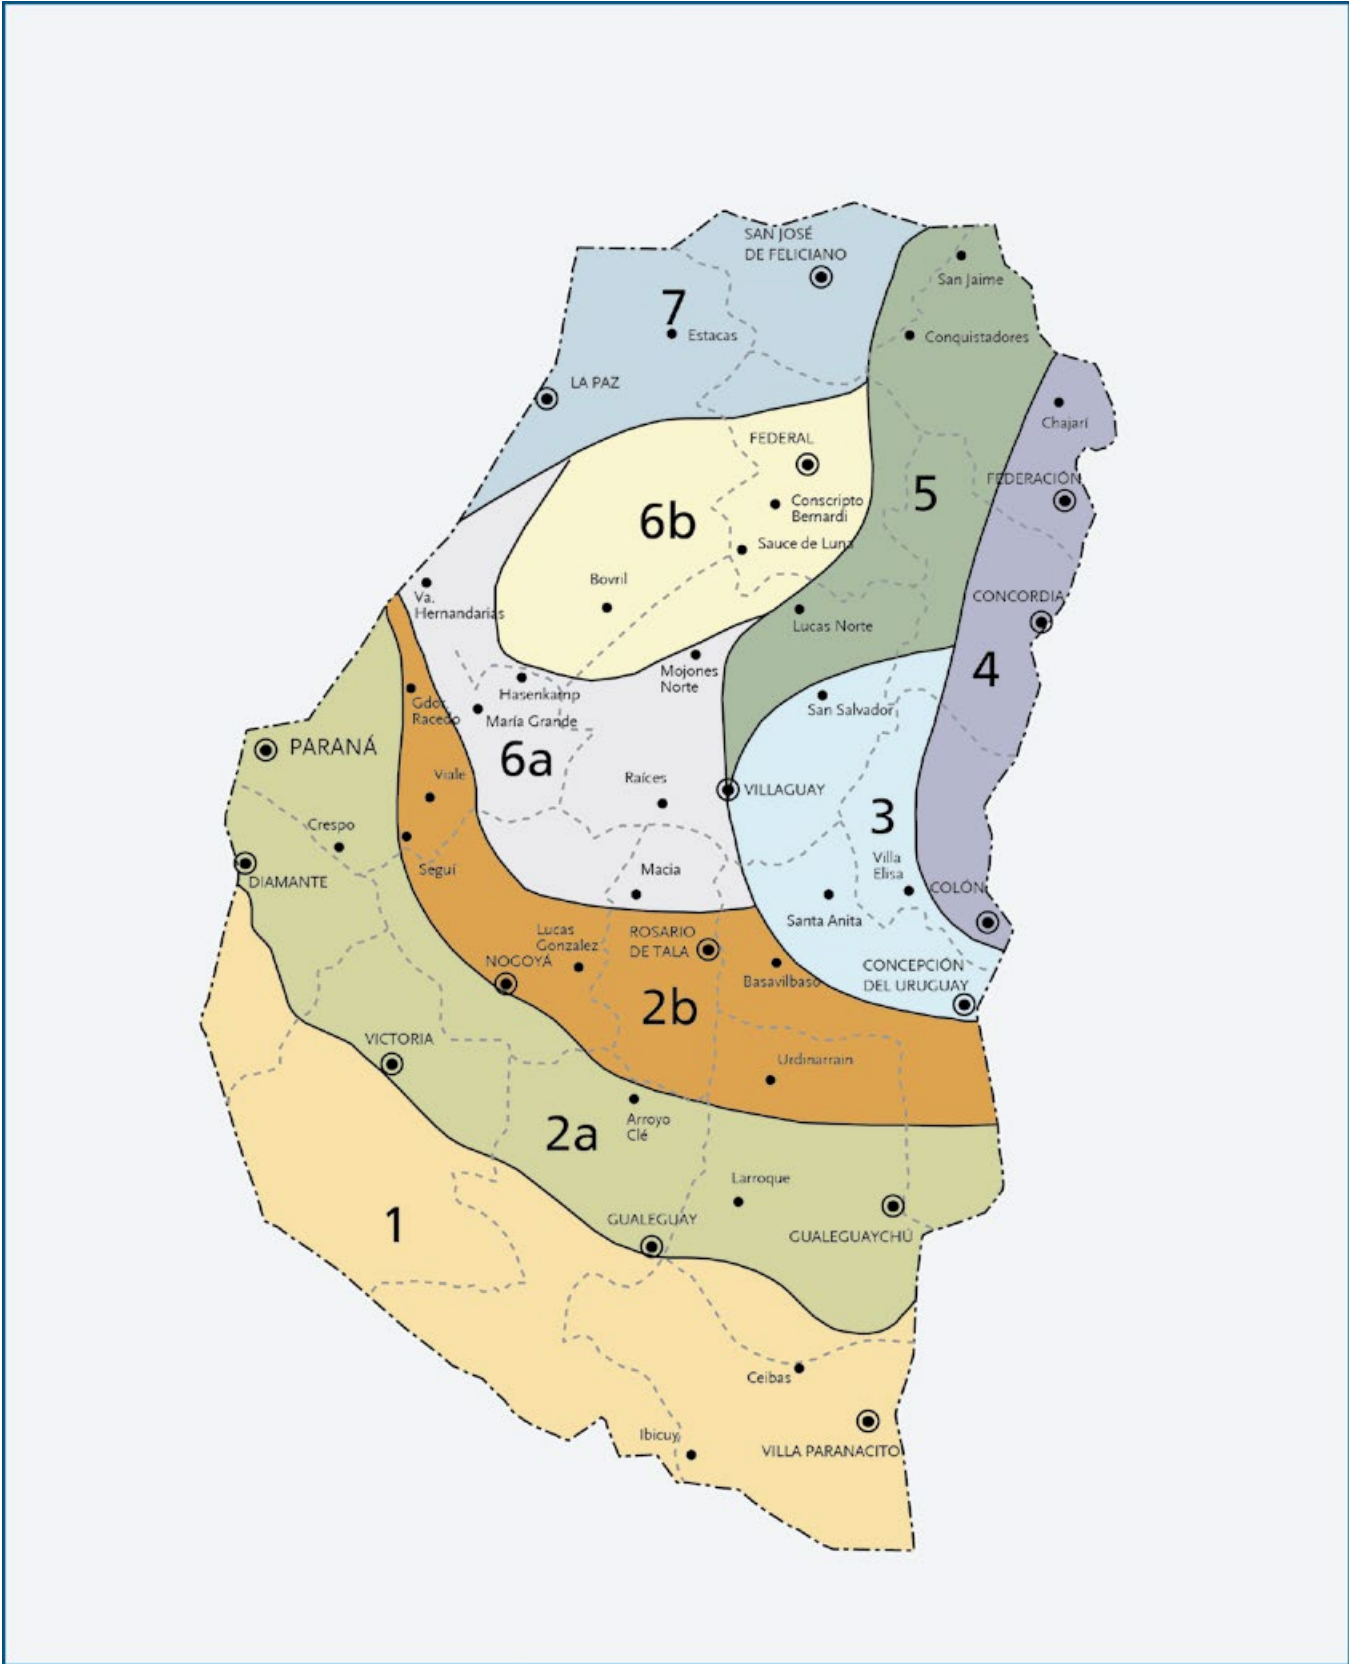 SAN JOSÉ
DE FELICIANO
San Jaime
7
Estacas
Conquistadores
LA PAZ
Chajarí
FEDERAL
FEDERACIÓN
5
Conscripto
Bernardi
6b
Sauce de Luna
Bovril
Va.
Hernandarias
CONCORDIA
Lucas Norte
Mojones
Norte
4
Hasenkamp
Gdor.
Racedo
María Grande
San Salvador
PARANÁ
6a
Viale
Raíces
VILLAGUAY
3
Crespo
Seguí
Macia
Villa
Elisa
DIAMANTE
COLÓN
Santa Anita
Lucas
Gonzalez
ROSARIO
DE TALA
NOGOYÁ
CONCEPCIÓN
DEL URUGUAY
Basavilbaso
2b
VICTORIA
Urdinarrain
Arroyo
Clé
2a
Larroque
1
GUALEGUAY
GUALEGUAYCHÚ
Ceibas
Ibicuy
VILLA PARANACITO